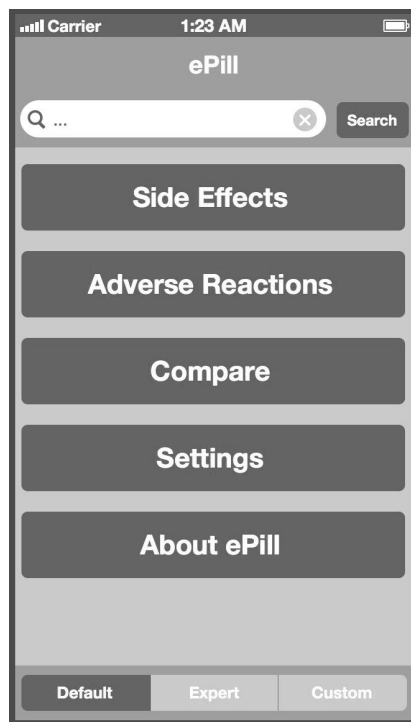 Carrier 1:23 AM
ePill
... Search
Side Effects
Adverse Reactions
Compare
Settings
About ePill
Default Expert Custom